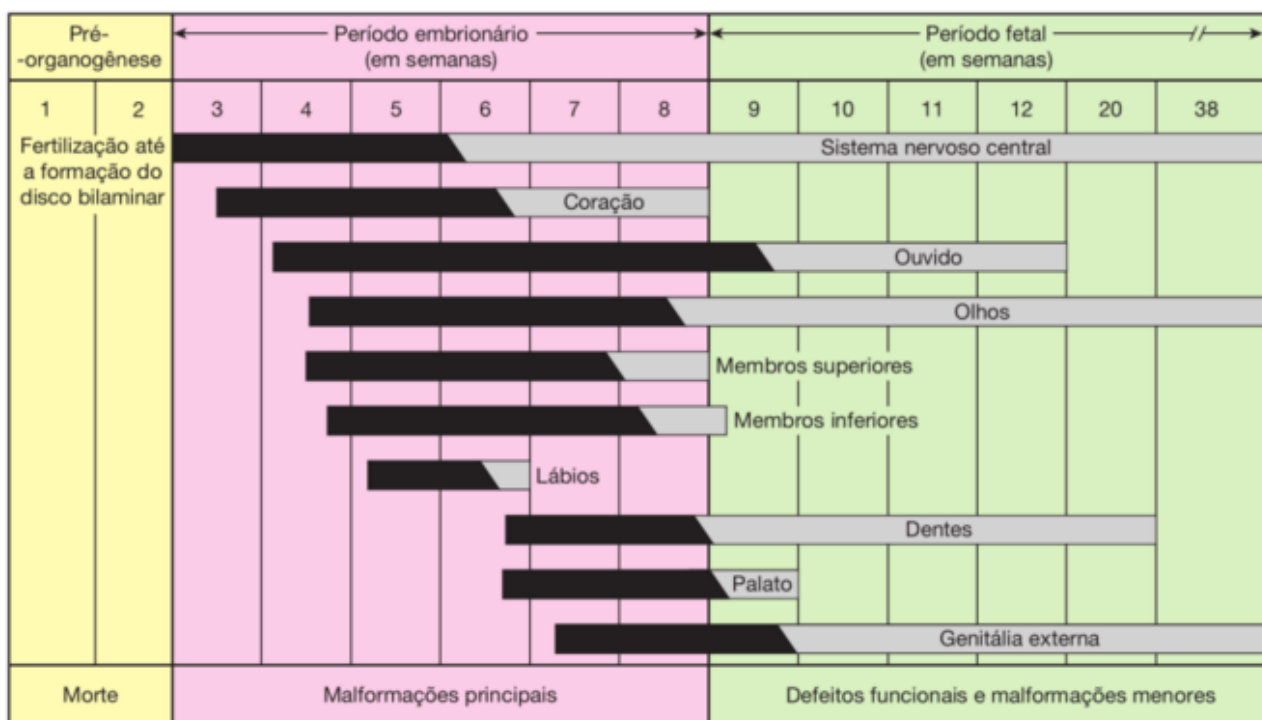 Pré-
-organogênese
Período embrionário
(em semanas)
Período fetal
(em semanas)
1 2 3 4 5 6 7 8 9 10 11 12 20 38
Fertilização até
a formação do
disco bilaminar
Sistema nervoso central
Coração
Ouvido
Olhos
Membros superiores
Membros inferiores
Lábios
Dentes
Palato
Genitália externa
Morte
Malformações principais
Defeitos funcionais e malformações menores